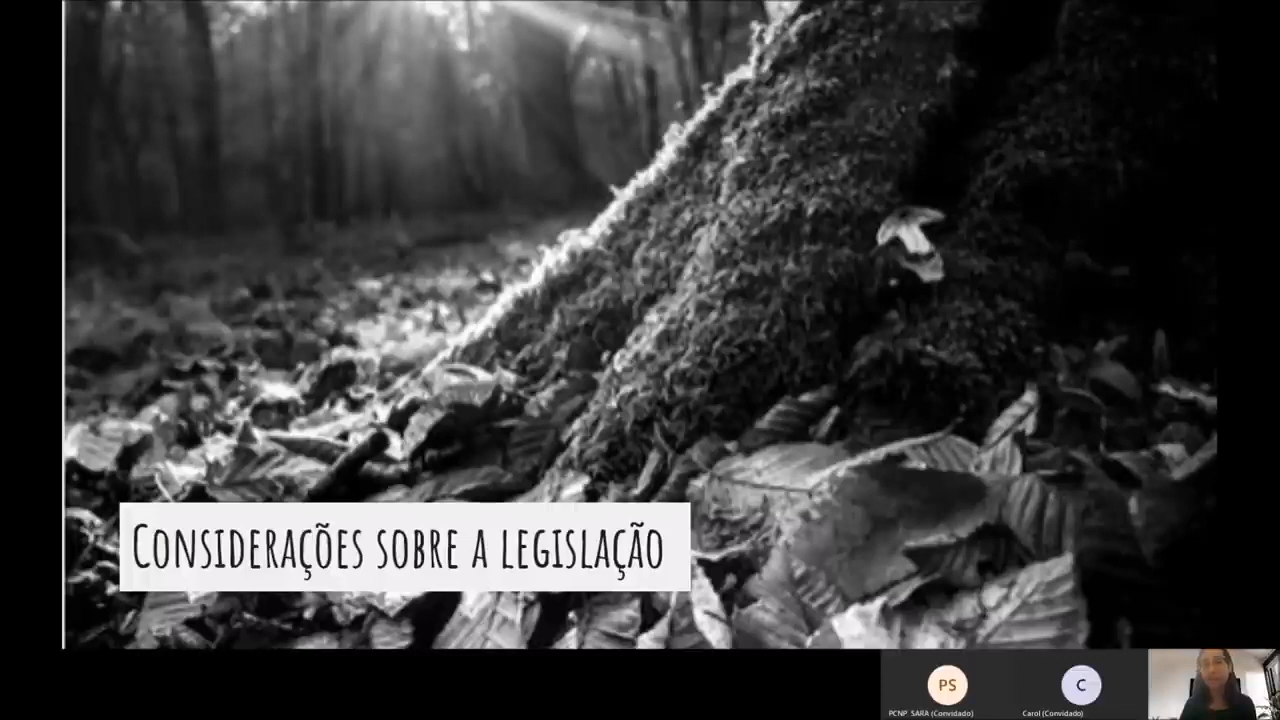 Considerações sobre a legislação
PS
C
PCNP_SARA (Convidado)
Carol (Convidado)